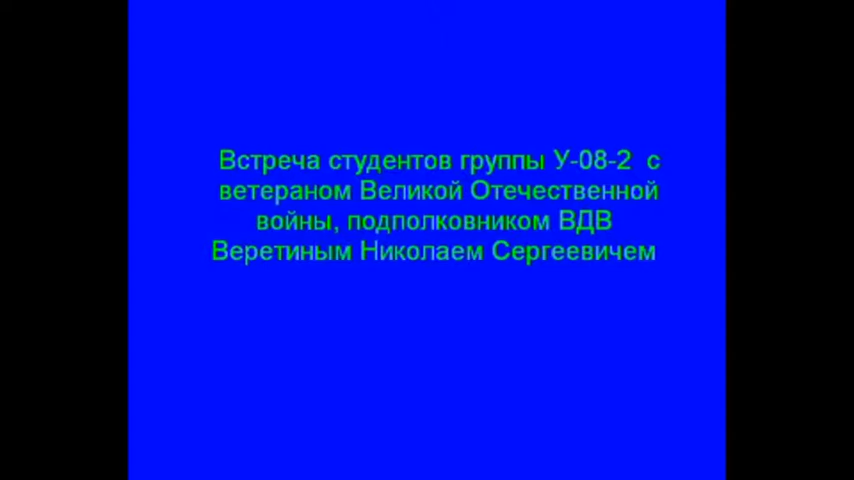 Встреча студентов группы У-08-2 с
ветераном Великой Отечественной
войны, подполковником ВДВ
Веретиным Николаем Сергеевичем